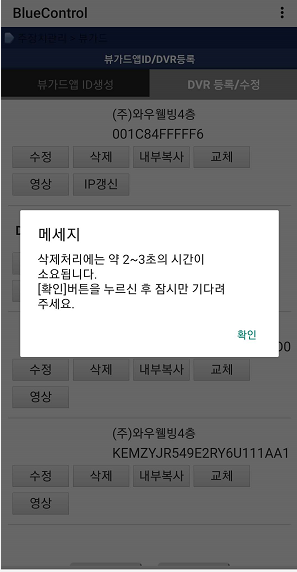 BlueControl
뷰가드앱ID/DVR등록
뷰가드앱 ID생성
DVR 등록/수정
(주)와우웰빙4층
001C84FFFFF6
수정
삭제
내부복사
교체
영상
IP갱신
메세지
삭제처리에는 약 2~3초의 시간이
소요됩니다.
[확인]버튼을 누르신 후 잠시만 기다려
주세요.
확인
수정
삭제
내부복사
교체
영상
(주)와우웰빙4층
KEMZYJR549E2RY6U111AA1
수정
삭제
내부복사
교체
영상